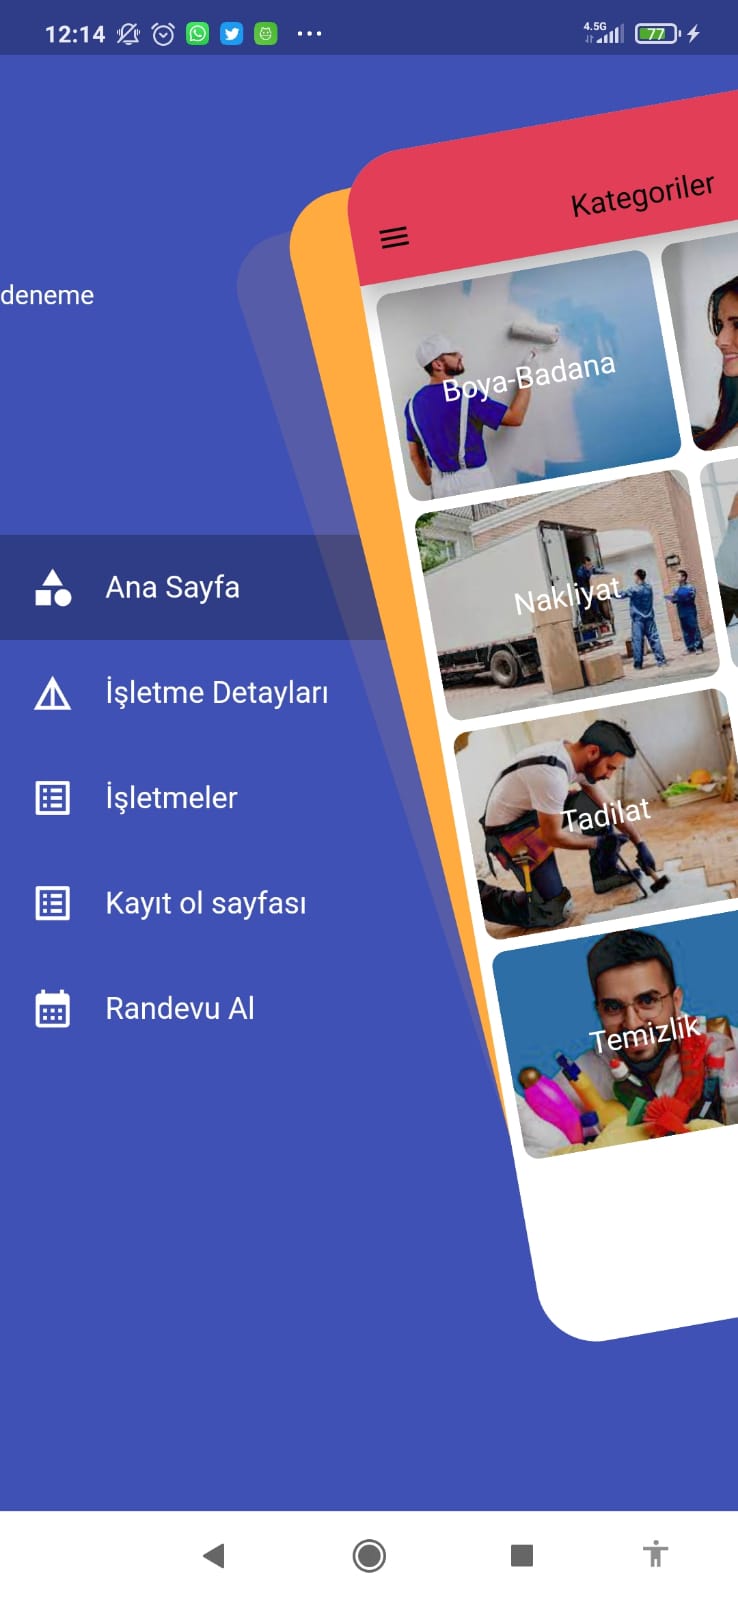 12:14
4.5G
77
Kategoriler
deneme
Boya-Badana
Nakliyat
Tadilat
Temizlik
Ana Sayfa
İşletme Detayları
İşletmeler
Kayıt ol sayfası
Randevu Al